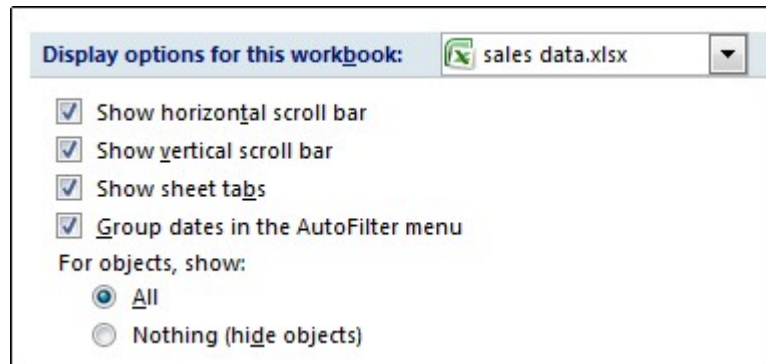 Display options for this workbook: sales data.xlsx
Show horizontal scroll bar
Show vertical scroll bar
Show sheet tabs
Group dates in the AutoFilter menu
For objects, show:
All
Nothing (hide objects)